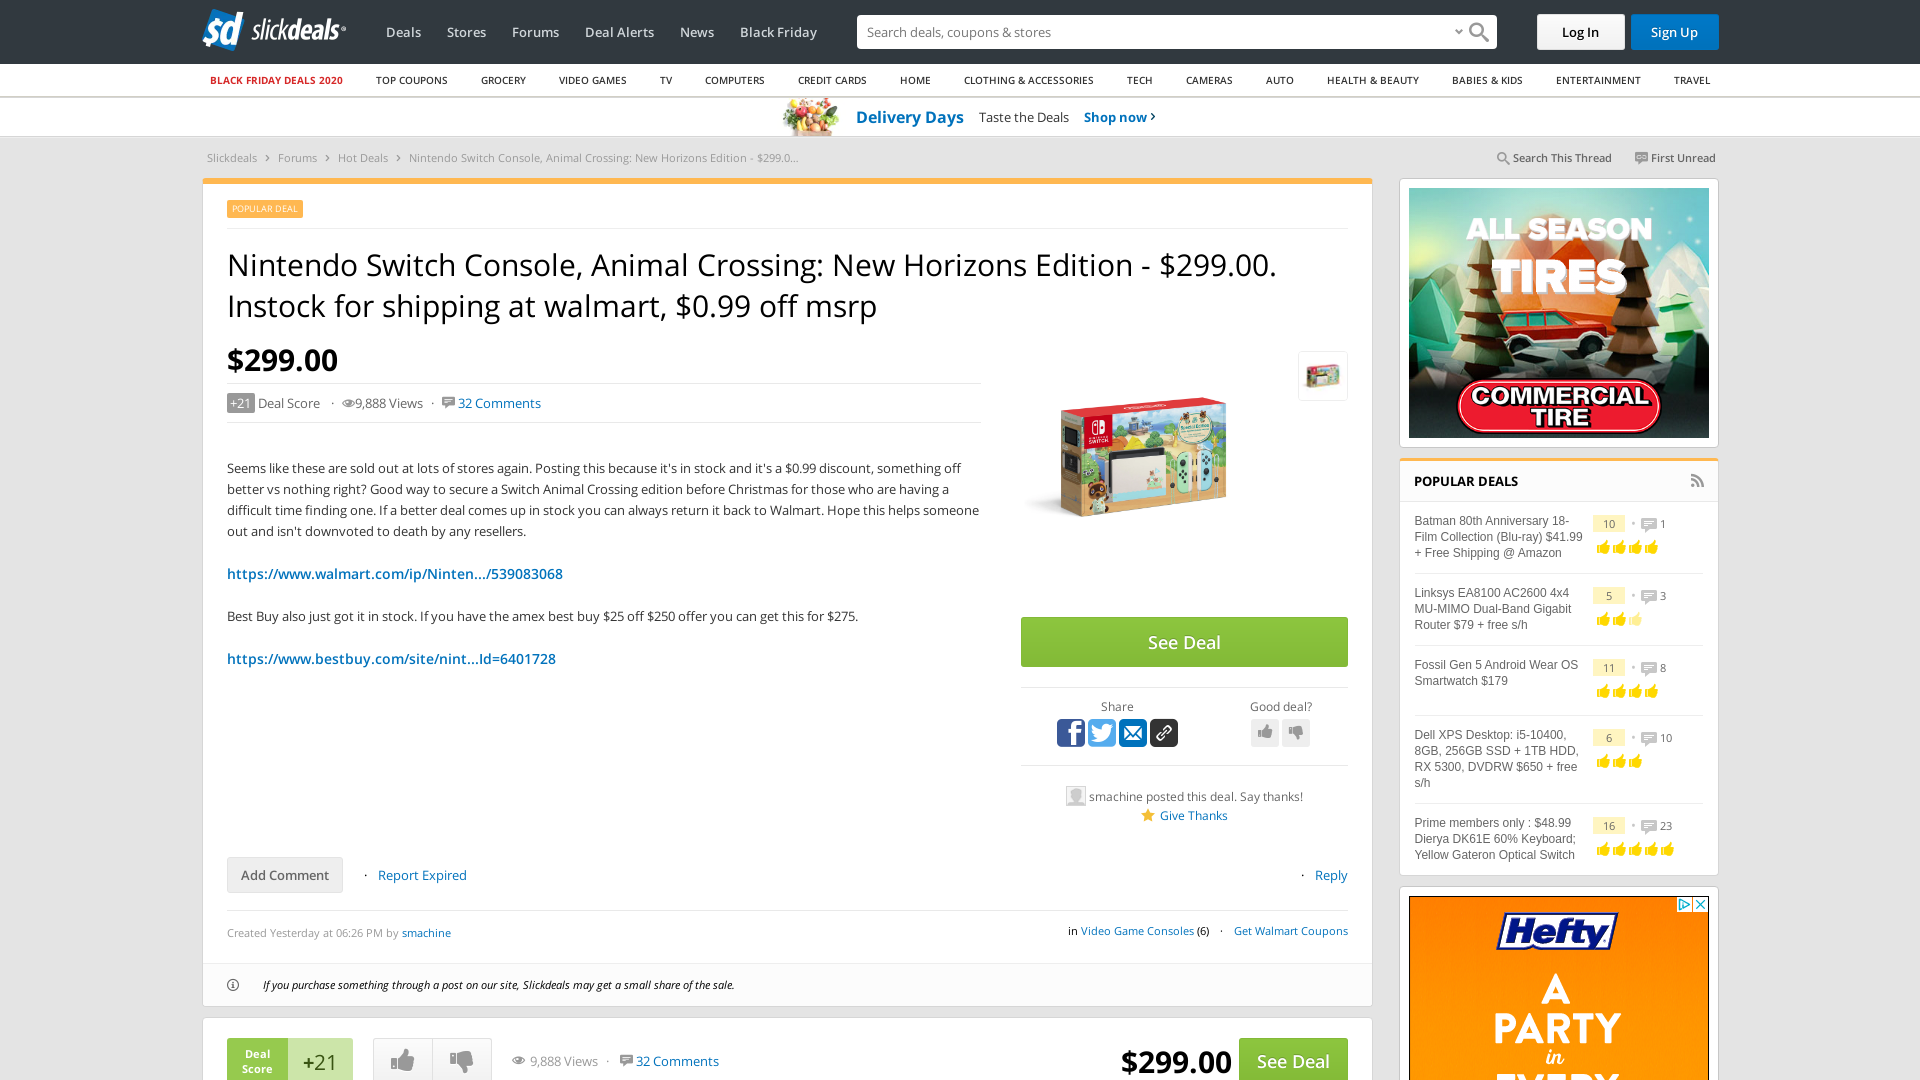 sd slickdeals®
Deals
Stores
Forums
Deal Alerts
News
Black Friday
Search deals, coupons & stores
Log In
Sign Up
BLACK FRIDAY DEALS 2020
TOP COUPONS
GROCERY
VIDEO GAMES
TV
COMPUTERS
CREDIT CARDS
HOME
CLOTHING & ACCESSORIES
TECH
CAMERAS
AUTO
HEALTH & BEAUTY
BABIES & KIDS
ENTERTAINMENT
TRAVEL
Delivery Days Taste the Deals Shop now ›
Slickdeals › Forums › Hot Deals › Nintendo Switch Console, Animal Crossing: New Horizons Edition - $299.0...
Search This Thread
First Unread
POPULAR DEAL
Nintendo Switch Console, Animal Crossing: New Horizons Edition - $299.00.
Instock for shipping at walmart, $0.99 off msrp
$299.00
+21 Deal Score · 9,888 Views · 32 Comments
Seems like these are sold out at lots of stores again. Posting this because it's in stock and it's a $0.99 discount, something off
better vs nothing right? Good way to secure a Switch Animal Crossing edition before Christmas for those who are having a
difficult time finding one. If a better deal comes up in stock you can always return it back to Walmart. Hope this helps someone
out and isn't downvoted to death by any resellers.
https://www.walmart.com/ip/Ninten.../539083068
Best Buy also just got it in stock. If you have the amex best buy $25 off $250 offer you can get this for $275.
https://www.bestbuy.com/site/nint...Id=6401728
See Deal
Share
Good deal?
smachine posted this deal. Say thanks!
Give Thanks
Add Comment · Report Expired
· Reply
Created Yesterday at 06:26 PM by smachine
in Video Game Consoles (6) · Get Walmart Coupons
If you purchase something through a post on our site, Slickdeals may get a small share of the sale.
Deal
Score
+21
9,888 Views · 32 Comments
$299.00
See Deal
ALL SEASON
TIRES
COMMERCIAL
TIRE
POPULAR DEALS
Batman 80th Anniversary 18-
Film Collection (Blu-ray) $41.99
+ Free Shipping @ Amazon
10 • 1
Linksys EA8100 AC2600 4x4
MU-MIMO Dual-Band Gigabit
Router $79 + free s/h
5 • 3
Fossil Gen 5 Android Wear OS
Smartwatch $179
11 • 8
Dell XPS Desktop: i5-10400,
8GB, 256GB SSD + 1TB HDD,
RX 5300, DVDRW $650 + free
s/h
6 • 10
Prime members only : $48.99
Dierya DK61E 60% Keyboard;
Yellow Gateron Optical Switch
16 • 23
Hefty
A
PARTY
in
EVERY